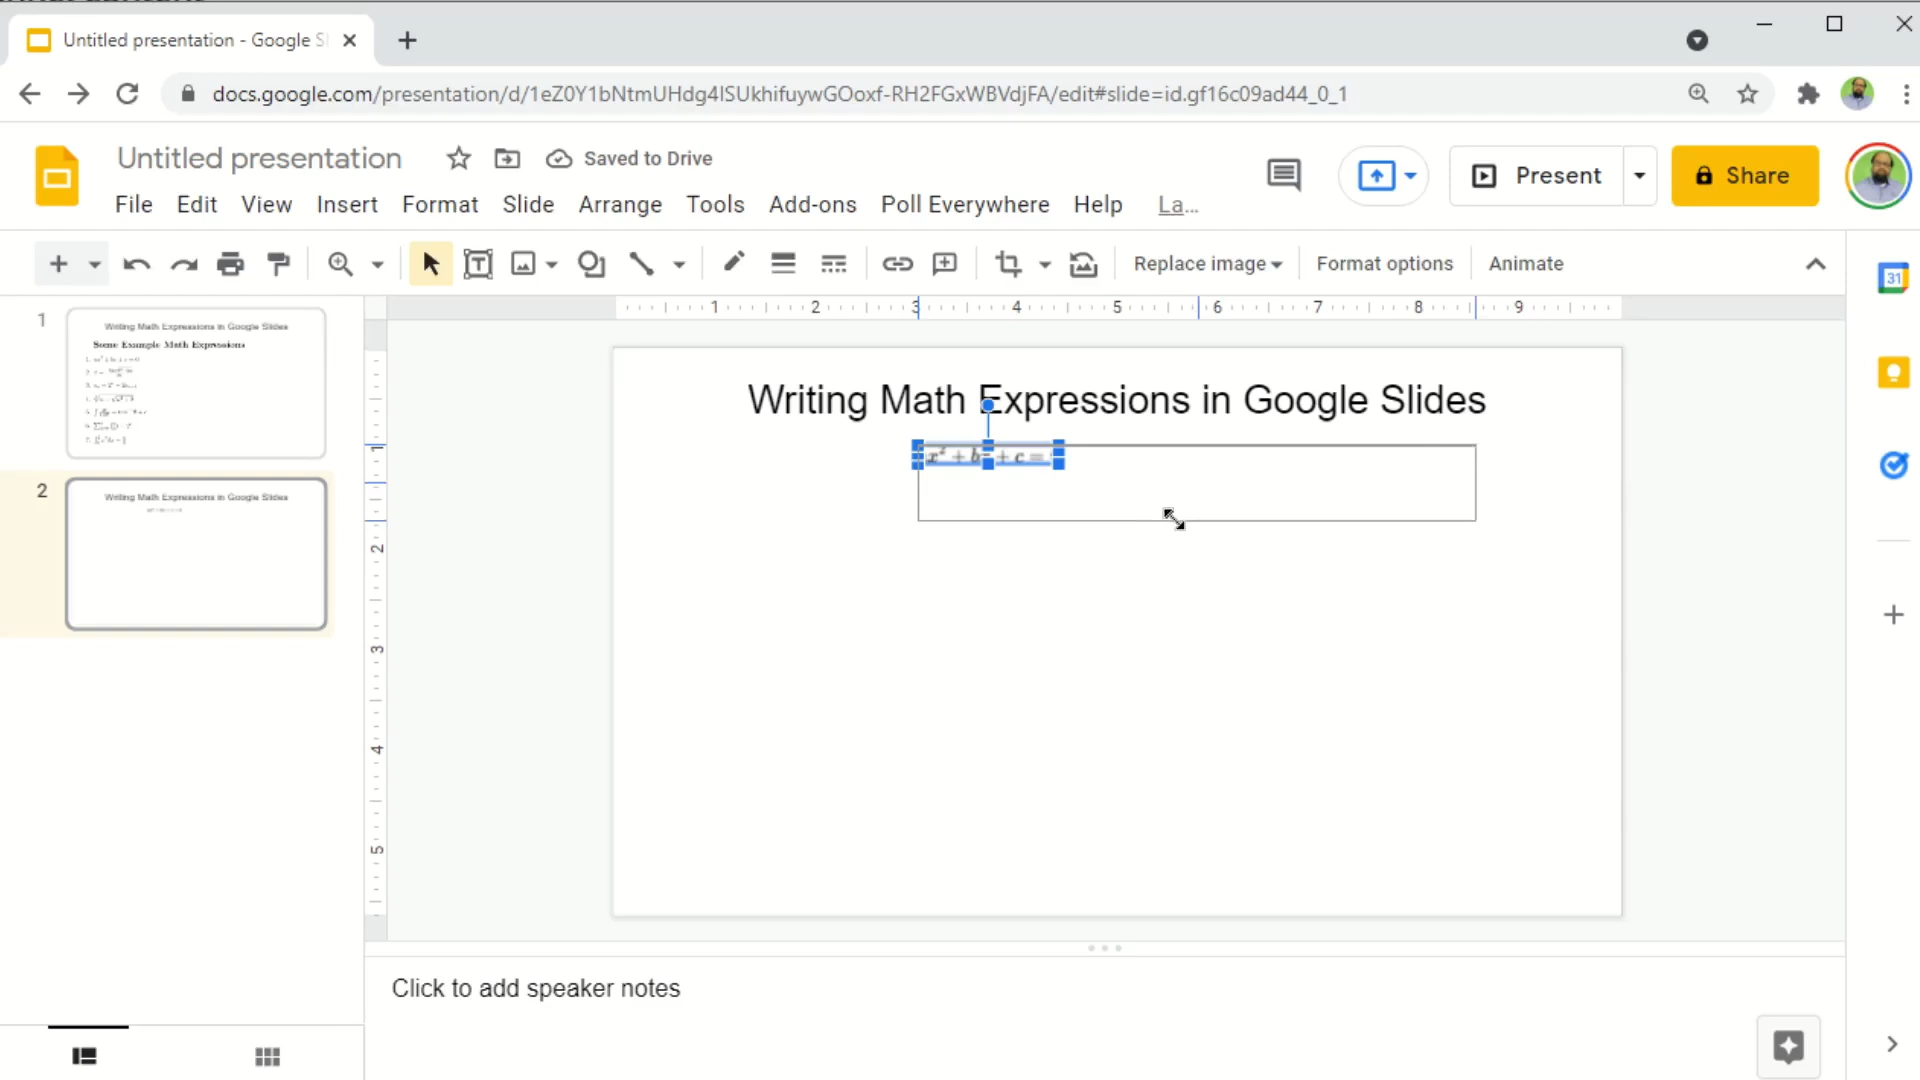 Untitled presentation - Google Sl
docs.google.com/presentation/d/1eZ0Y1bNtmUHdg4lSUkhifuywGOoxf-RH2FGxWBVdjFA/edit#slide=id.gf16c09ad44_0_1
Untitled presentation
Saved to Drive
Present
Share
File Edit View Insert Format Slide Arrange Tools Add-ons Poll Everywhere Help La...
Replace image
Format options
Animate
31
1 2 3 4 5 6 7 8 9
1
Writing Math Expressions in Google Slides
Some Example Math Expressions
2
Writing Math Expressions in Google Slides
1
2
3
4
5
Writing Math Expressions in Google Slides
x² + b + c =
Click to add speaker notes